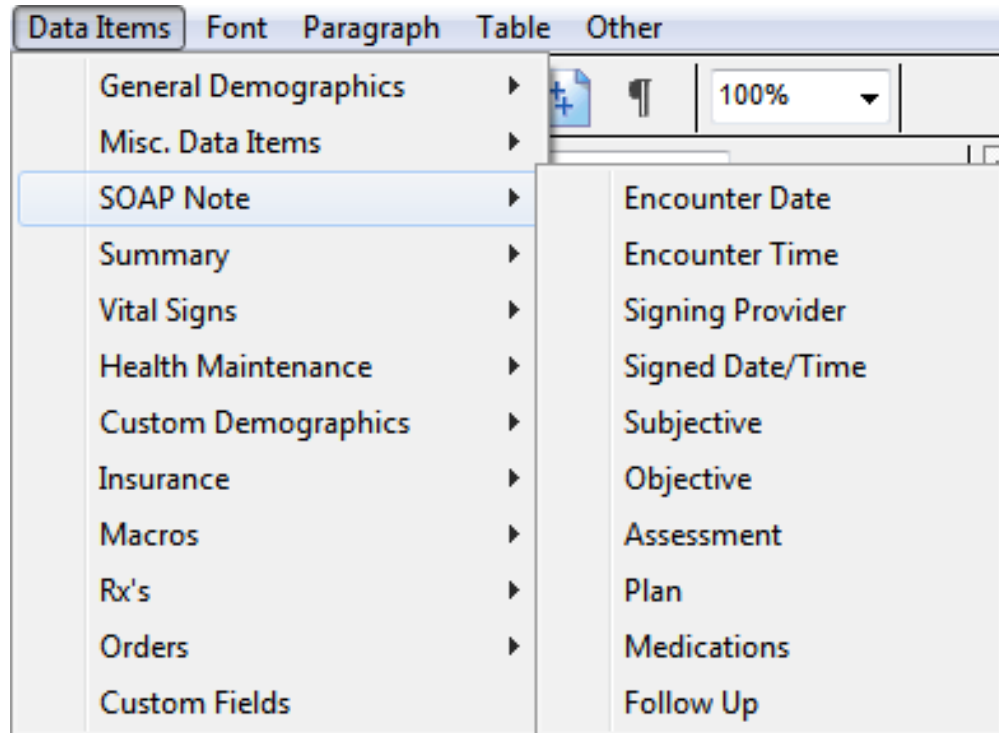 Data Items Font Paragraph Table Other
100%
General Demographics
Misc. Data Items
SOAP Note
Summary
Vital Signs
Health Maintenance
Custom Demographics
Insurance
Macros
Rx's
Orders
Custom Fields
Encounter Date
Encounter Time
Signing Provider
Signed Date/Time
Subjective
Objective
Assessment
Plan
Medications
Follow Up